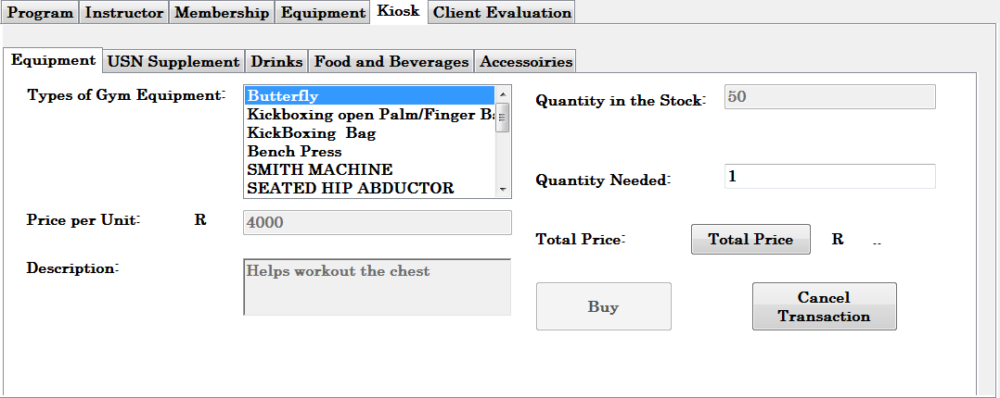 Program Instructor Membership Equipment Kiosk Client Evaluation
Equipment USN Supplement Drinks Food and Beverages Accessoiries
Types of Gym Equipment:
Butterfly
Kickboxing open Palm/Finger Ba
KickBoxing Bag
Bench Press
SMITH MACHINE
SEATED HIP ABDUCTOR
Price per Unit: R 4000
Description: Helps workout the chest
Quantity in the Stock: 50
Quantity Needed: 1
Total Price: Total Price R ..
Buy
Cancel
Transaction